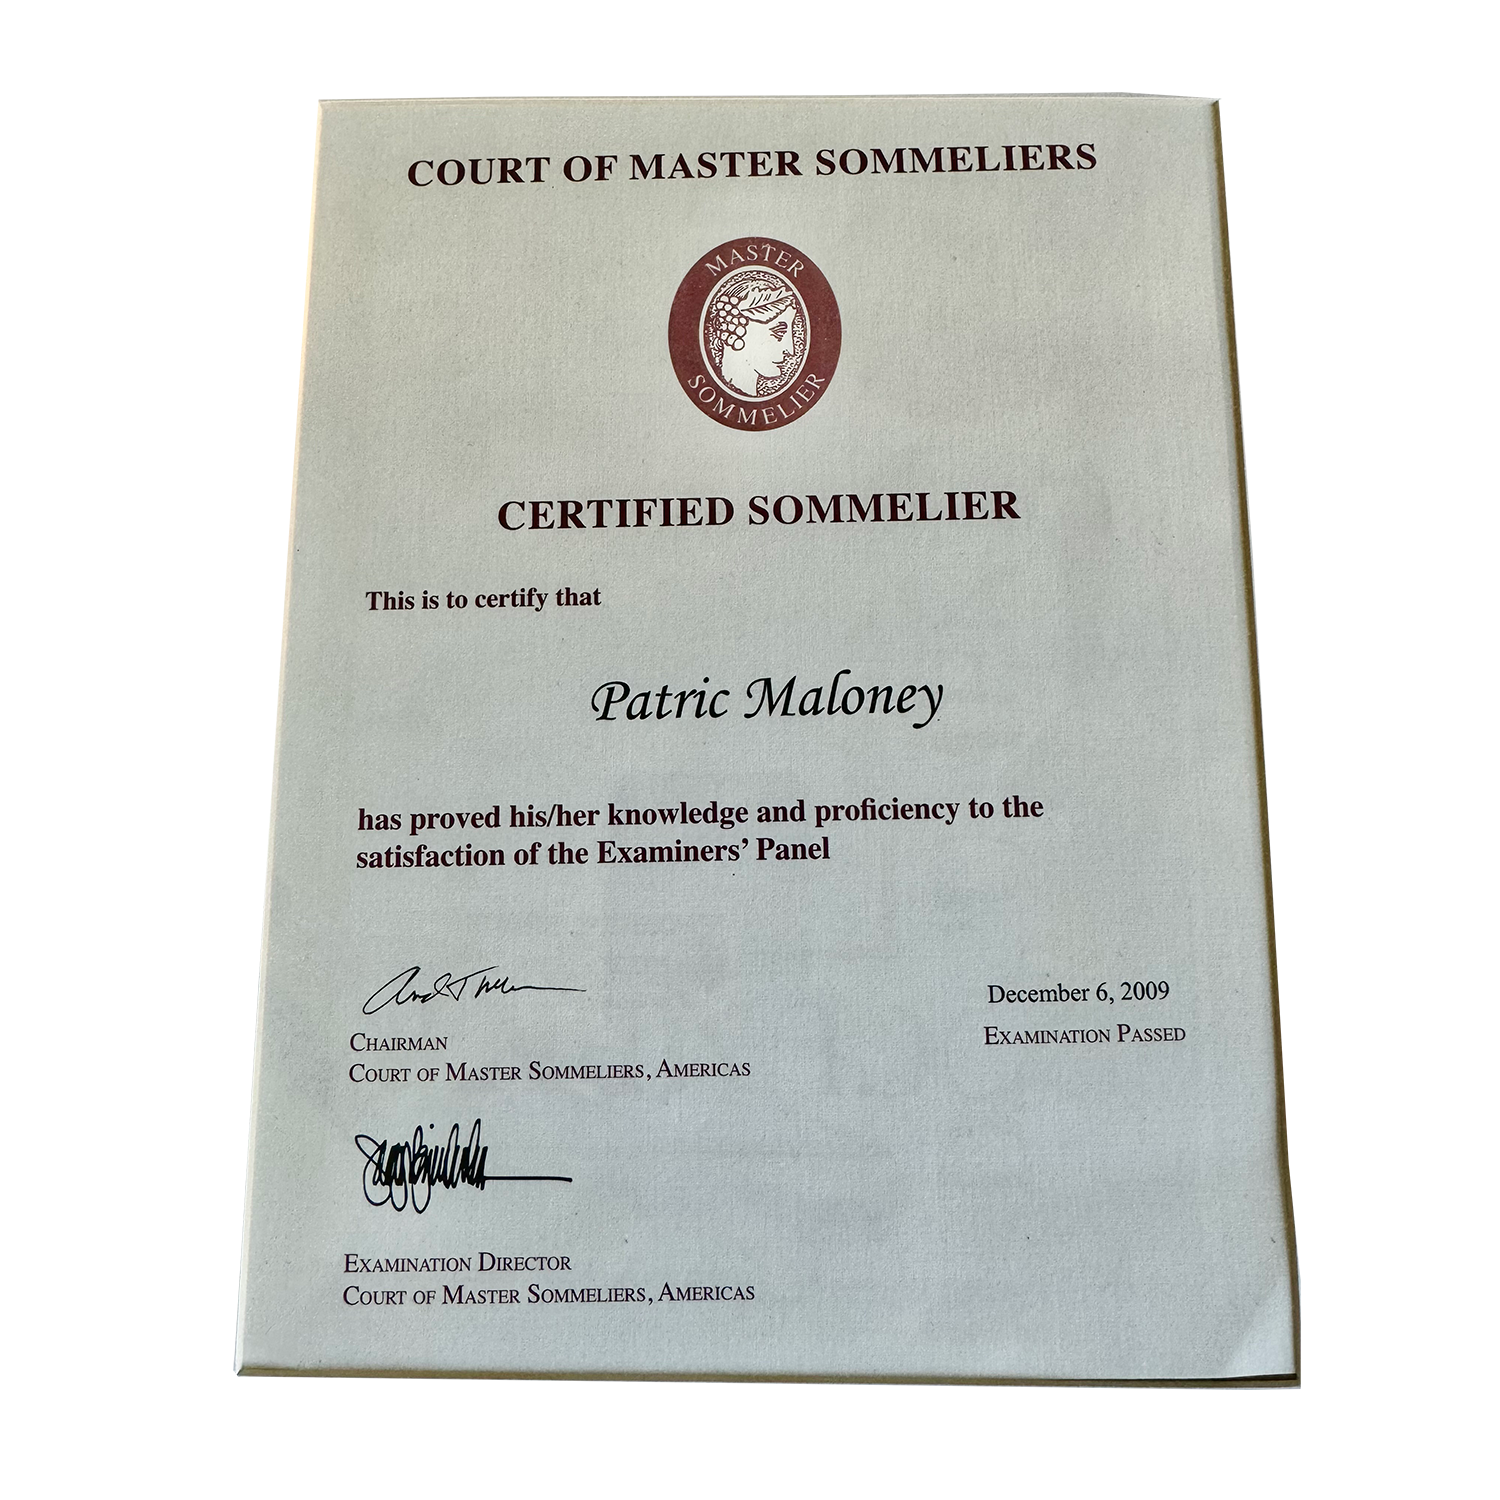 COURT OF MASTER SOMMELIERS
MASTER
SOMMELIER
CERTIFIED SOMMELIER
This is to certify that
Patric Maloney
has proved his/her knowledge and proficiency to the
satisfaction of the Examiners’ Panel
December 6, 2009
CHAIRMAN
EXAMINATION PASSED
COURT OF MASTER SOMMELIERS, AMERICAS
EXAMINATION DIRECTOR
COURT OF MASTER SOMMELIERS, AMERICAS